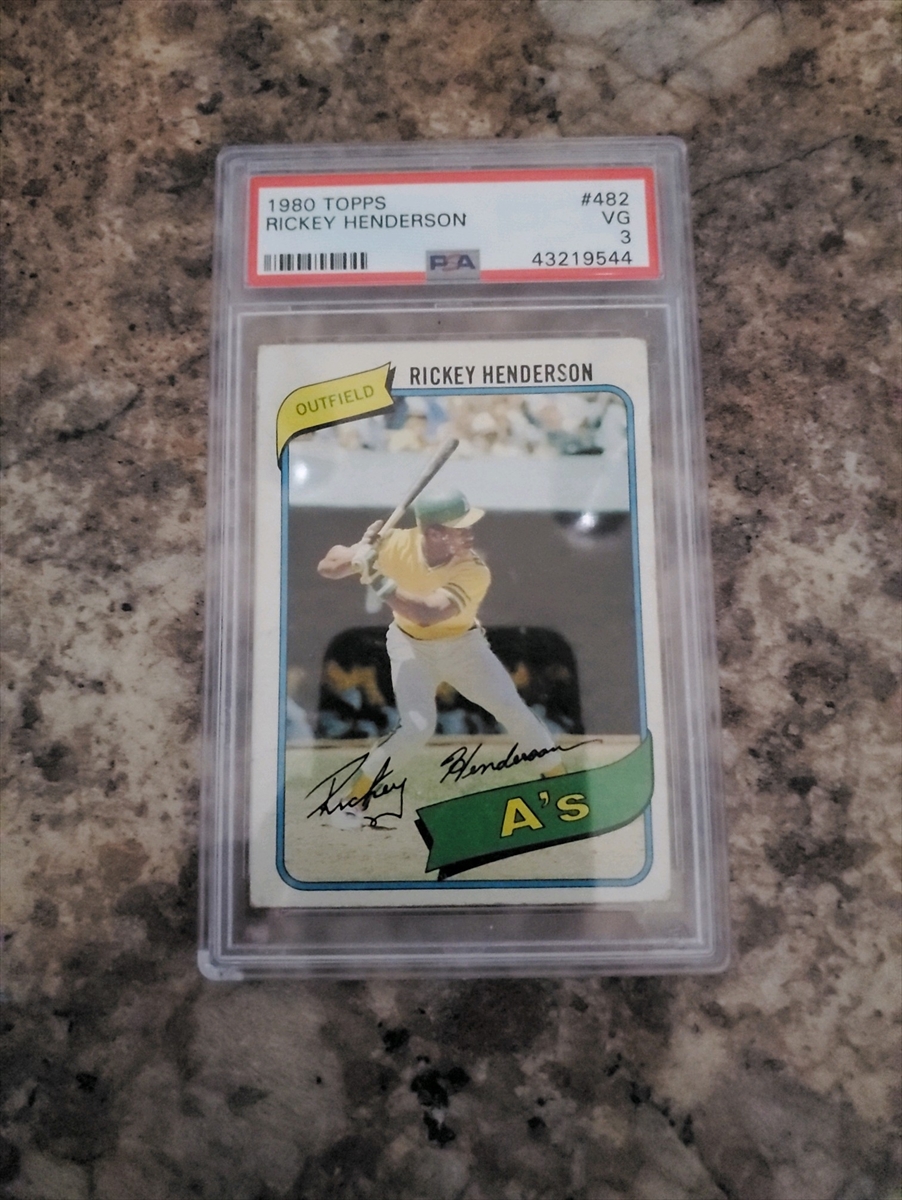 1980 TOPPS #482
RICKEY HENDERSON VG
3
PSA 43219544
RICKEY HENDERSON
OUTFIELD
Rickey Henderson
A's